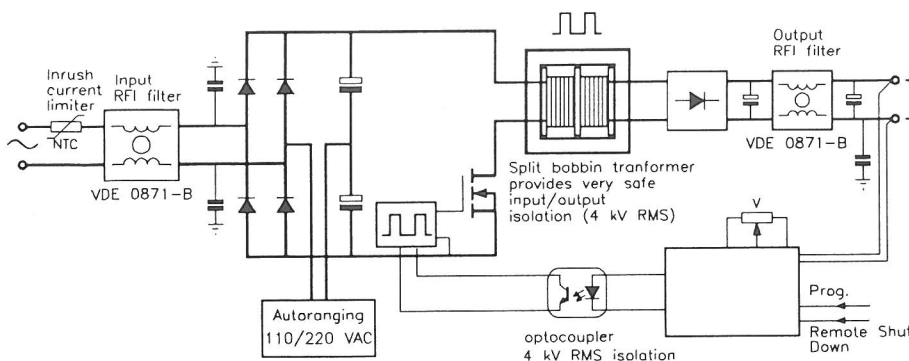 Inrush
current
limiter
NTC
Input
RFI filter
VDE 0871-B
Autoranging
110/220 VAC
Split bobbin tranformer
provides very safe
input/output
isolation (4 kV RMS)
optocoupler
4 kV RMS isolation
Output
RFI filter
VDE 0871-B
V
Prog.
Remote Shut
Down